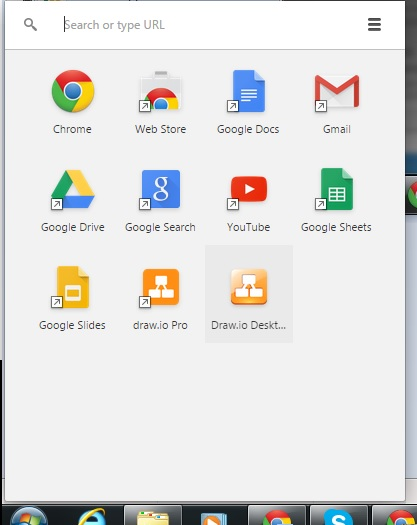 Search or type URL
Chrome
Web Store
Google Docs
Gmail
Google Drive
Google Search
YouTube
Google Sheets
Google Slides
draw.io Pro
Draw.io Deskt...